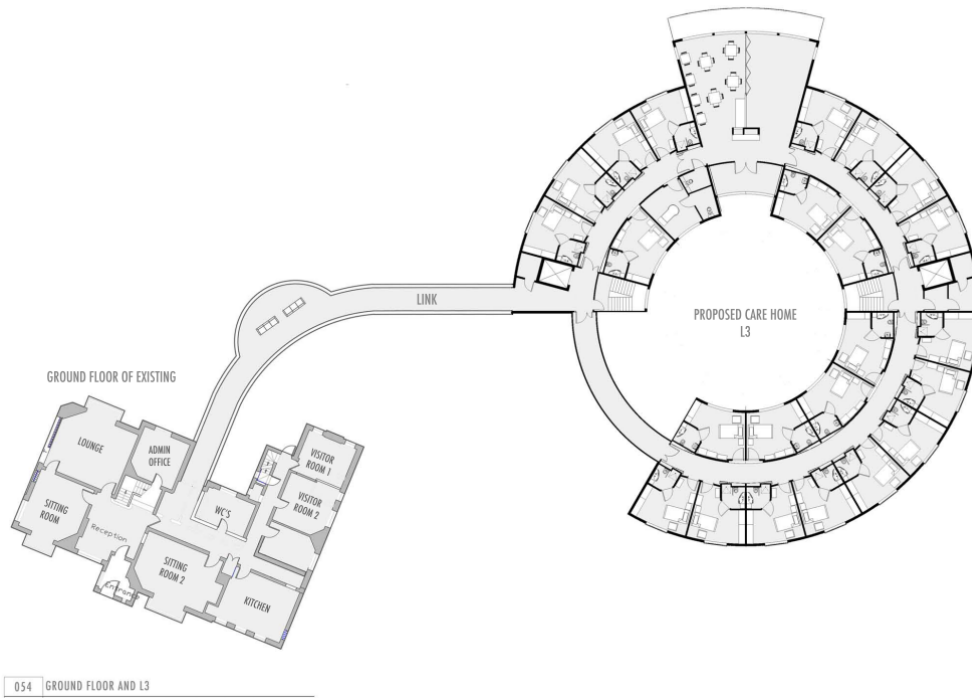 LINK
PROPOSED CARE HOME
L3
GROUND FLOOR OF EXISTING
LOUNGE
ADMIN
OFFICE
VISITOR
ROOM 1
VISITOR
ROOM 2
SITTING
ROOM
WC'S
Reception
SITTING
ROOM 2
Entrance
KITCHEN
054 GROUND FLOOR AND L3